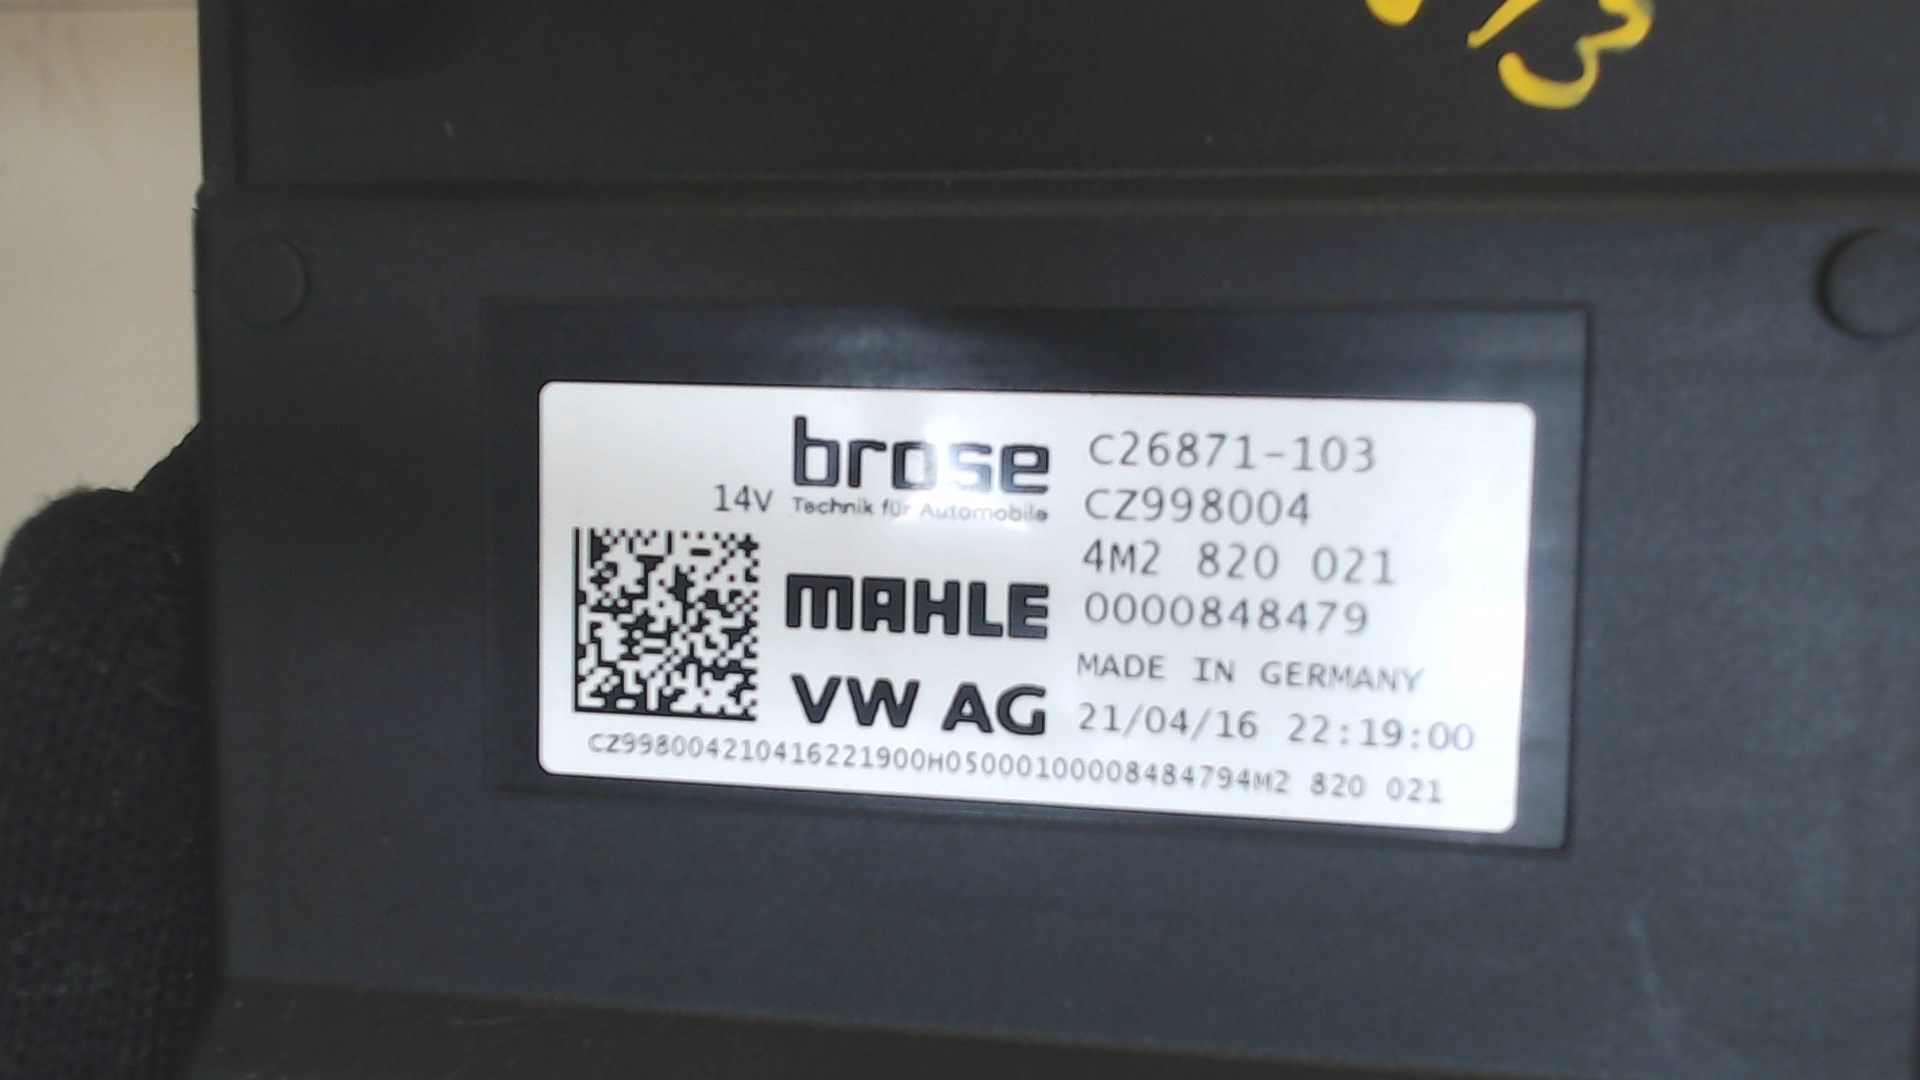 13
brose
Technik für Automobile
14V
C26871-103
CZ998004
4M2 820 021
0000848479
MAHLE
VW AG
MADE IN GERMANY
21/04/16 22:19:00
CZ998004210416221900H05000100008484794M2 820 021